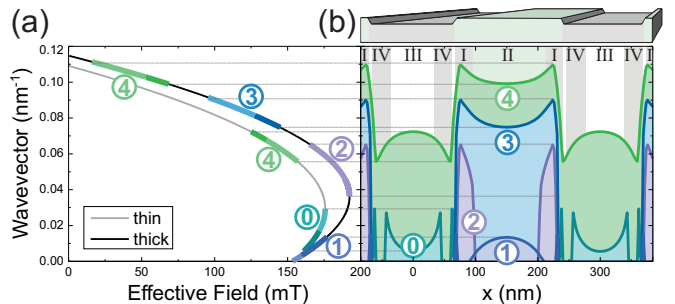 (a)
(b)
Wavevector (nm⁻¹)
0.12
0.10
0.08
0.06
0.04
0.02
0.00
4
3
4
2
0
1
thin
thick
0 50 100 150 200
Effective Field (mT)
I IV III IV I II I IV III IV I
4
3
2
0
1
0 100 200 300
x (nm)